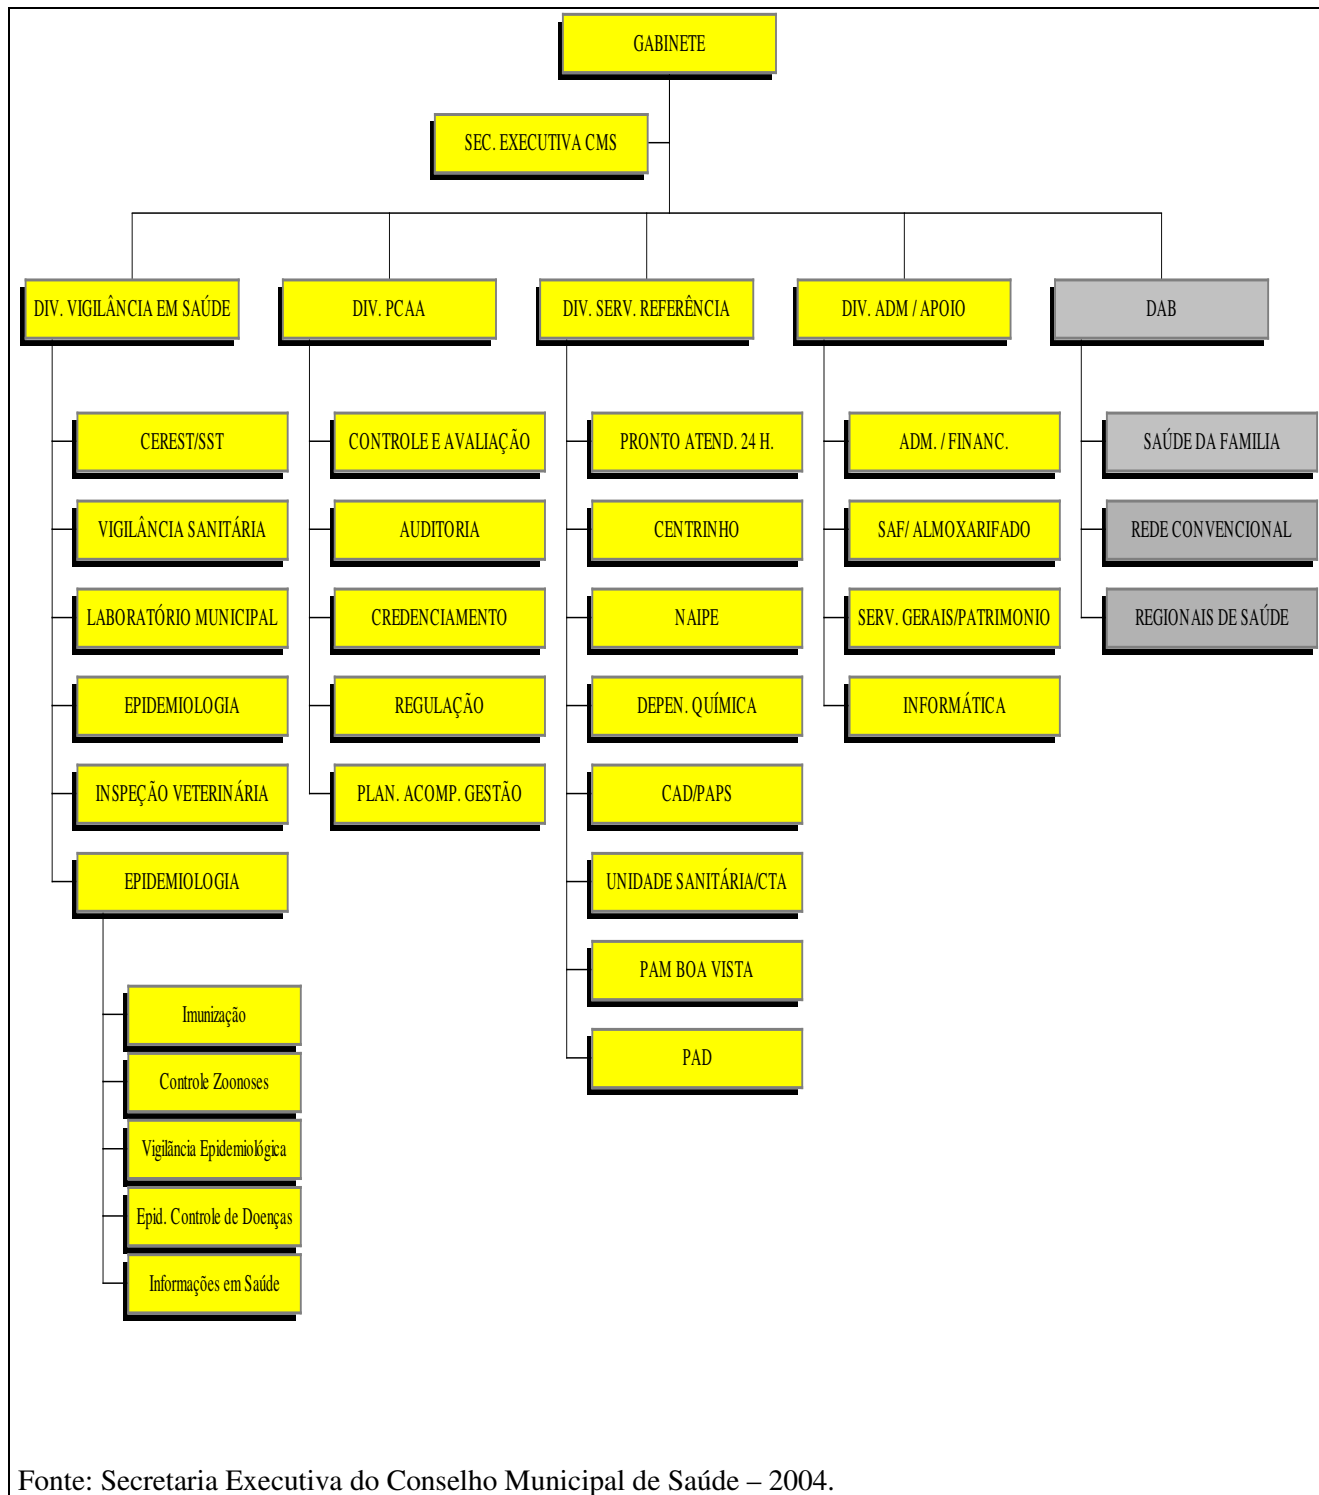 GABINETE
SEC. EXECUTIVA CMS
DIV. VIGILÂNCIA EM SAÚDE
DIV. PCAA
DIV. SERV. REFERÊNCIA
DIV. ADM / APOIO
DAB
CEREST/SST
VIGILÂNCIA SANITÁRIA
LABORATÓRIO MUNICIPAL
EPIDEMIOLOGIA
INSPEÇÃO VETERINÁRIA
EPIDEMIOLOGIA
Imunização
Controle Zoonoses
Vigilância Epidemiológica
Epid. Controle de Doenças
Informações em Saúde
CONTROLE E AVALIAÇÃO
AUDITORIA
CREDENCIAMENTO
REGULAÇÃO
PLAN. ACOMP. GESTÃO
PRONTO ATEND. 24 H.
CENTRINHO
NAIPE
DEPEN. QUÍMICA
CAD/PAPS
UNIDADE SANITÁRIA/CTA
PAM BOA VISTA
PAD
ADM. / FINANC.
SAF/ ALMOXARIFADO
SERV. GERAIS/PATRIMONIO
INFORMÁTICA
SAÚDE DA FAMILIA
REDE CONVENCIONAL
REGIONAIS DE SAÚDE
Fonte: Secretaria Executiva do Conselho Municipal de Saúde – 2004.